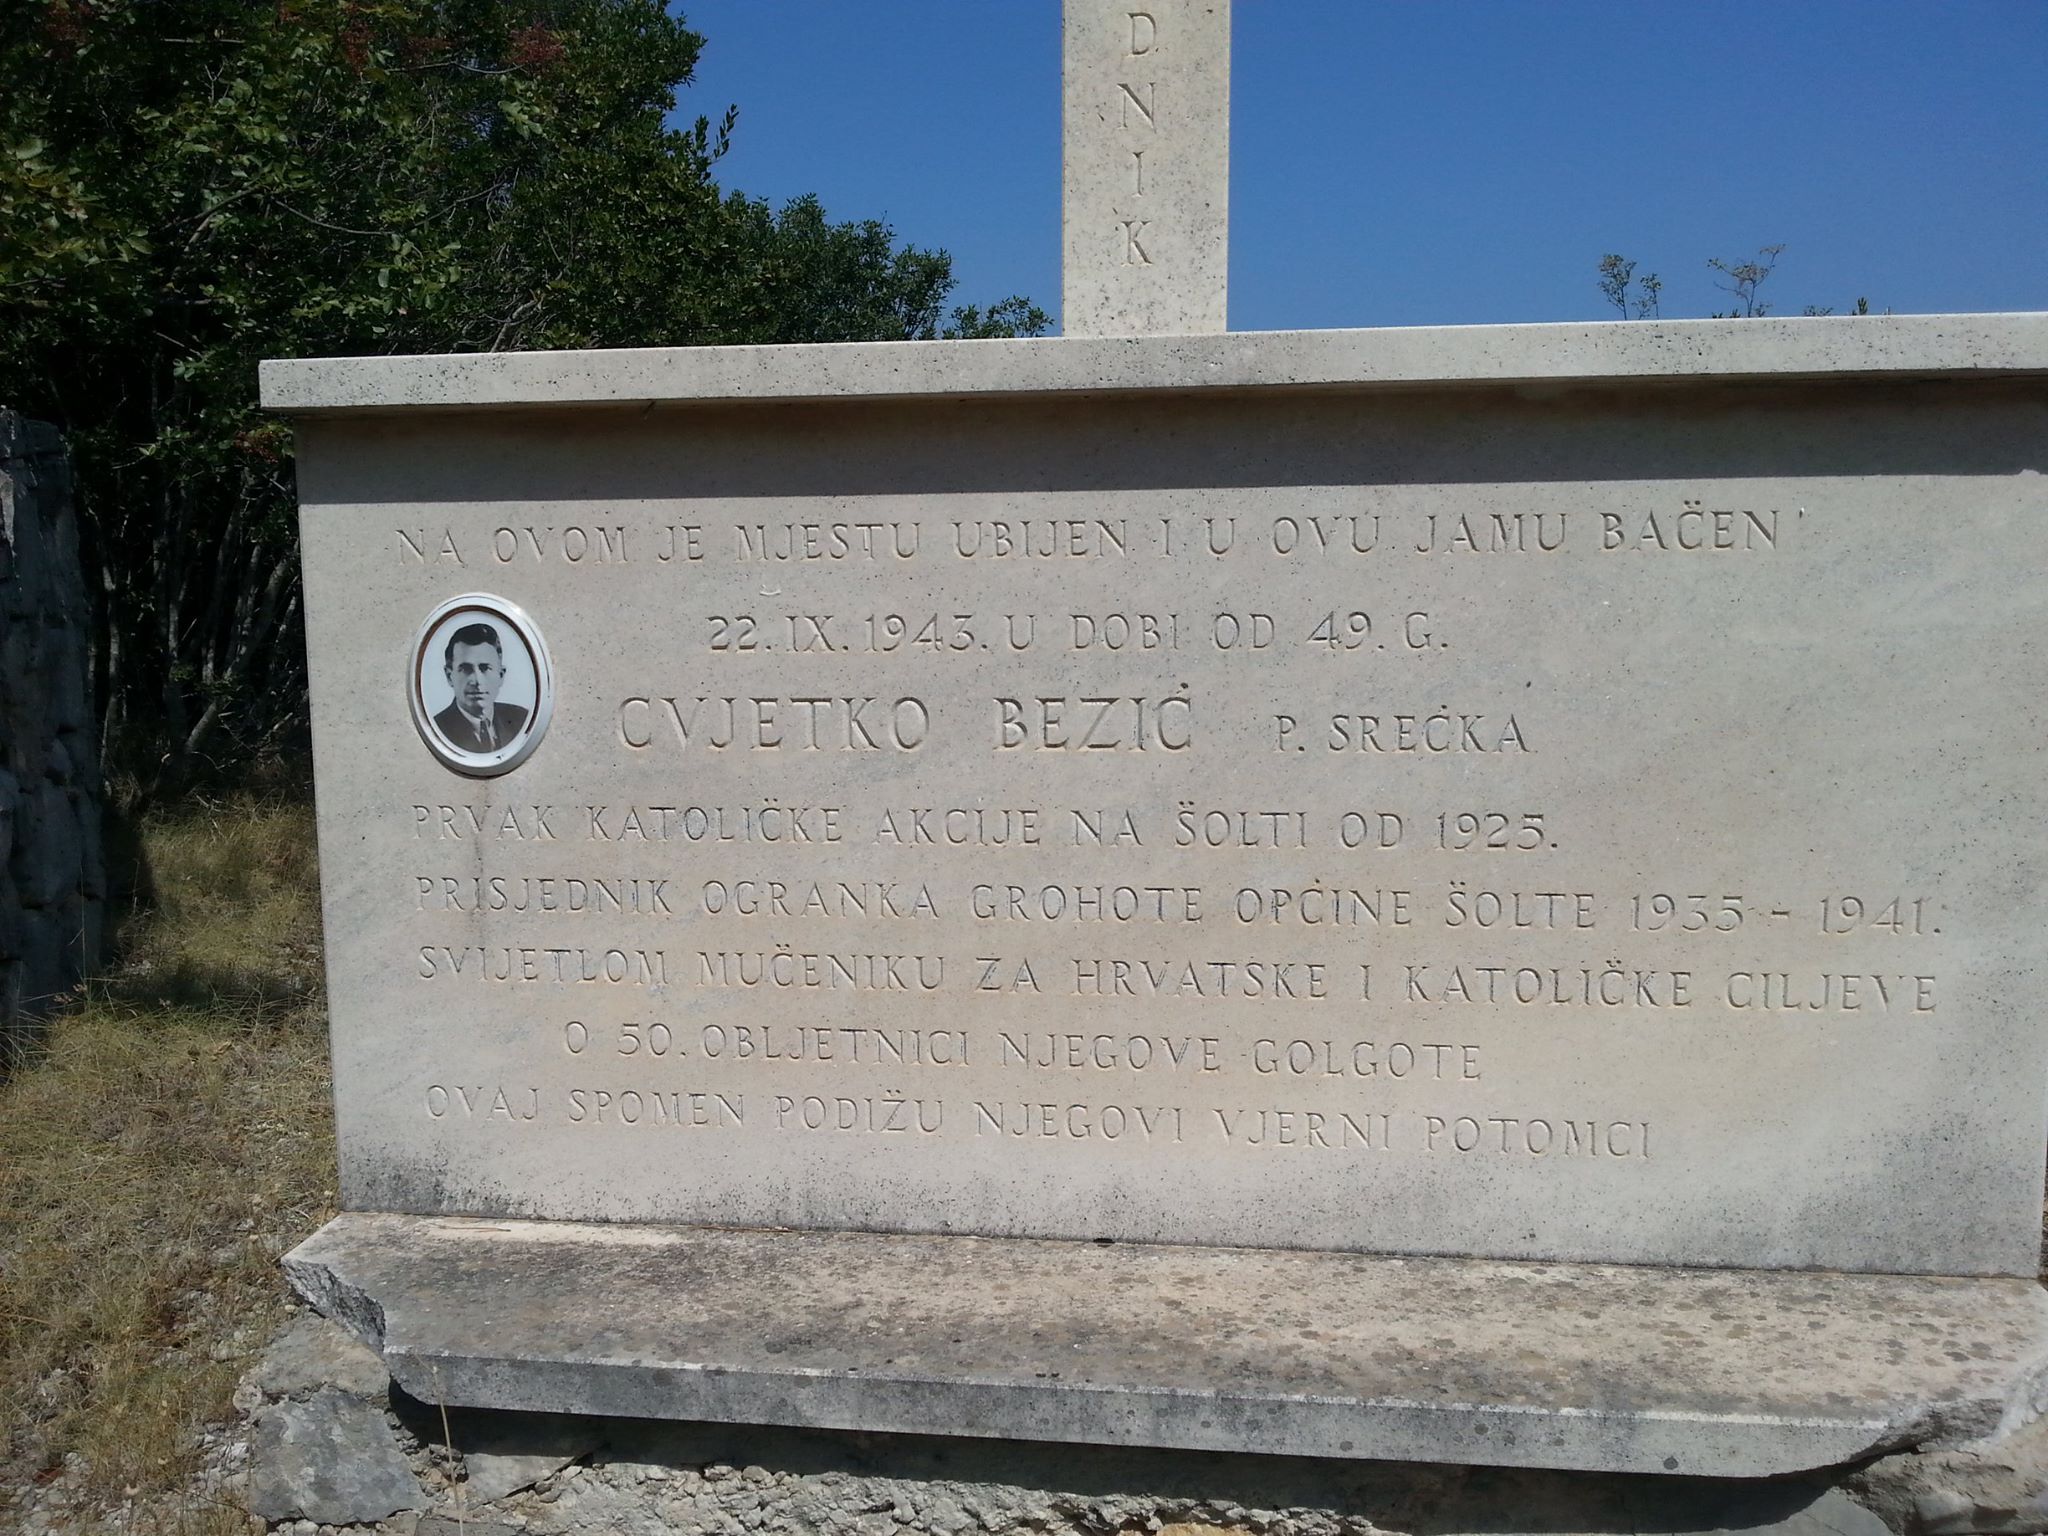 D
N
I
K
NA OVOM JE MJESTU UBIJEN I U OVU JAMU BAČEN
22. IX. 1943. U DOBI OD 49. G.
CVJETKO BEZIĆ P. SREĆKA
PRVAK KATOLIČKE AKCIJE NA ŠOLTI OD 1925.
PRISJEDNIK OGRANKA GROHOTE OPĆINE ŠOLTE 1935 - 1941.
SVIJETLOM MUČENIKU ZA HRVATSKE I KATOLIČKE CILJEVE
O 50. OBLJETNICI NJEGOVE GOLGOTE
OVAJ SPOMEN PODIŽU NJEGOVI VJERNI POTOMCI